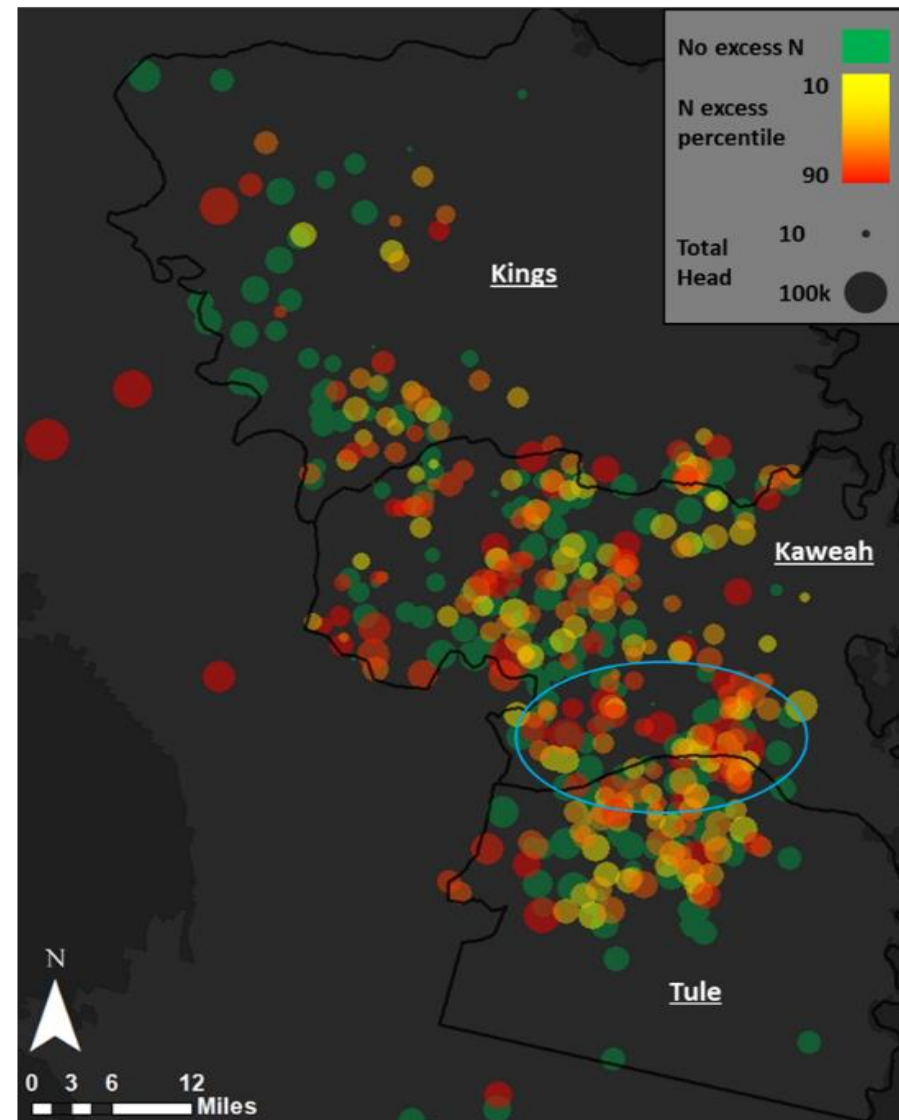 No excess N
10
N excess
percentile
90
10
Total
Head
100k
Kings
Kaweah
Tule
N
0 3 6 12
Miles